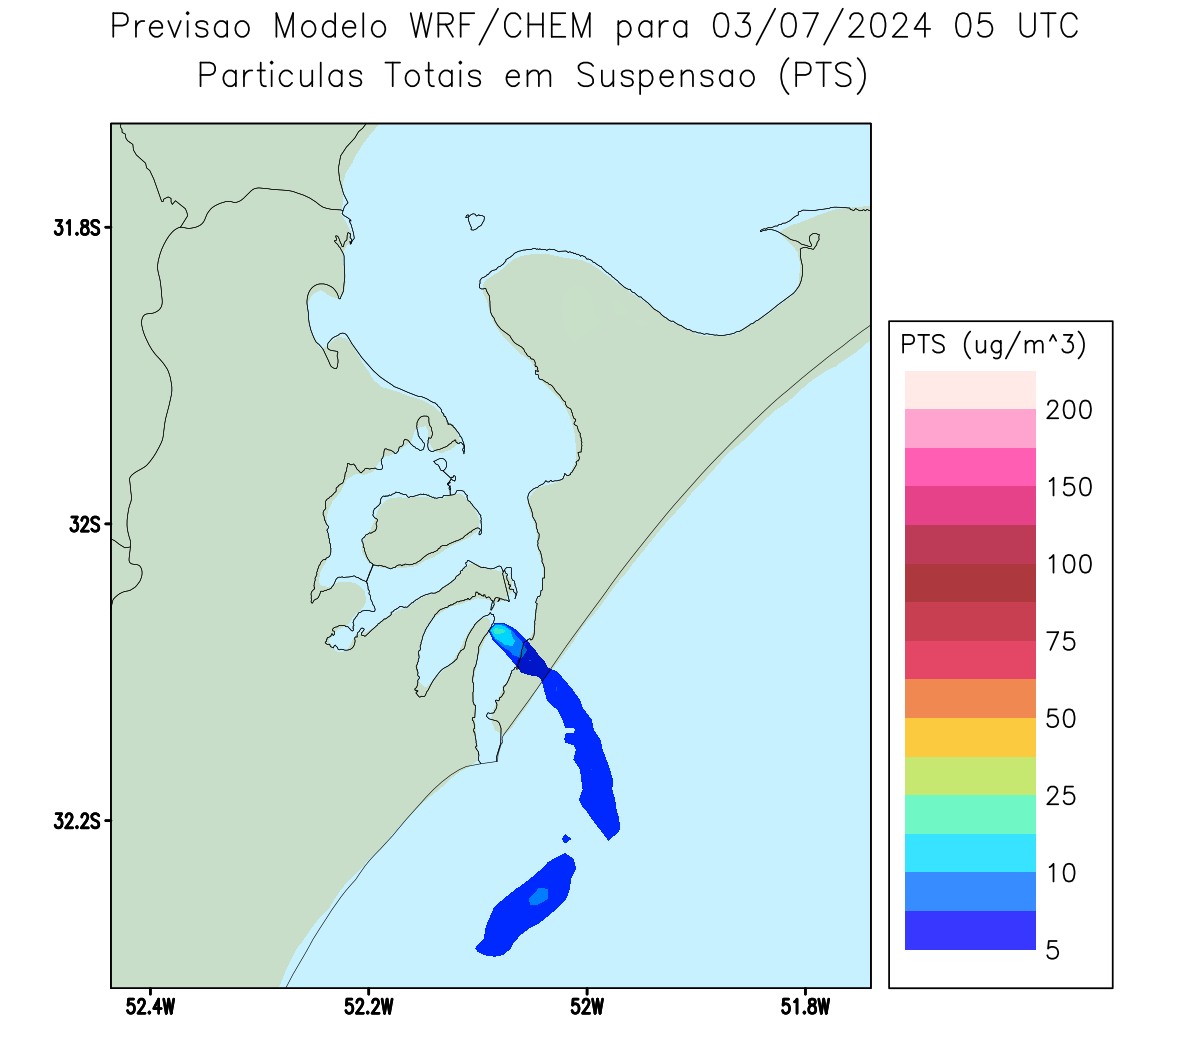 Previsao Modelo WRF/CHEM para 03/07/2024 05 UTC
Particulas Totais em Suspensao (PTS)
31.8S
32S
32.2S
52.4W
52.2W
52W
51.8W
PTS (ug/m^3)
200
150
100
75
50
25
10
5